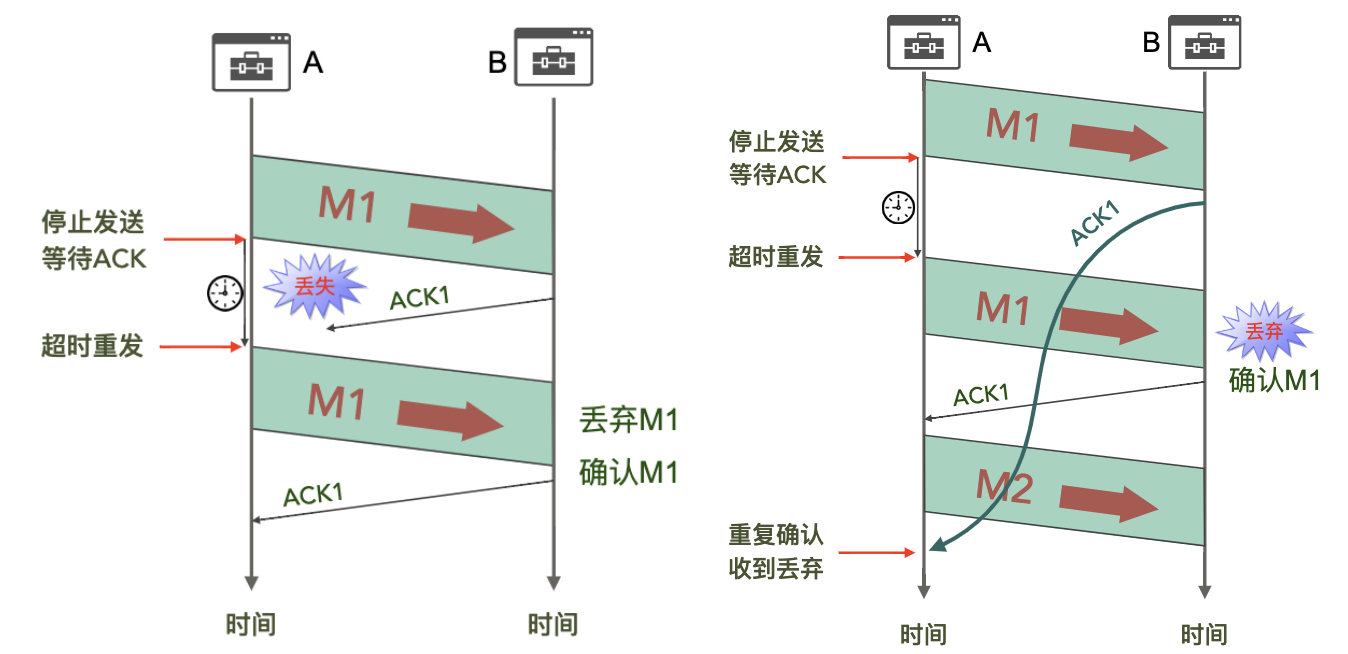 A
B
M1
停止发送
等待ACK
丢失
ACK1
超时重发
M1
丢弃M1
确认M1
ACK1
时间
时间
A
B
M1
停止发送
等待ACK
ACK1
超时重发
M1
丢弃
确认M1
ACK1
M2
重复确认
收到丢弃
时间
时间